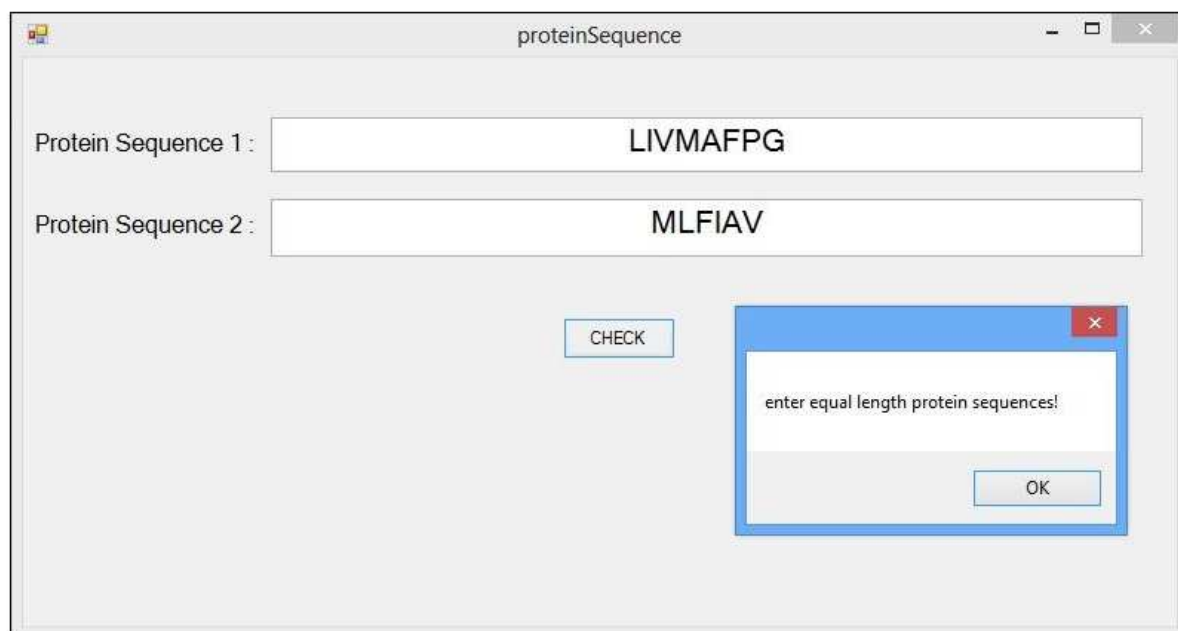 proteinSequence
Protein Sequence 1 : LIVMAFPG
Protein Sequence 2 : MLFIAV
CHECK
enter equal length protein sequences!
OK